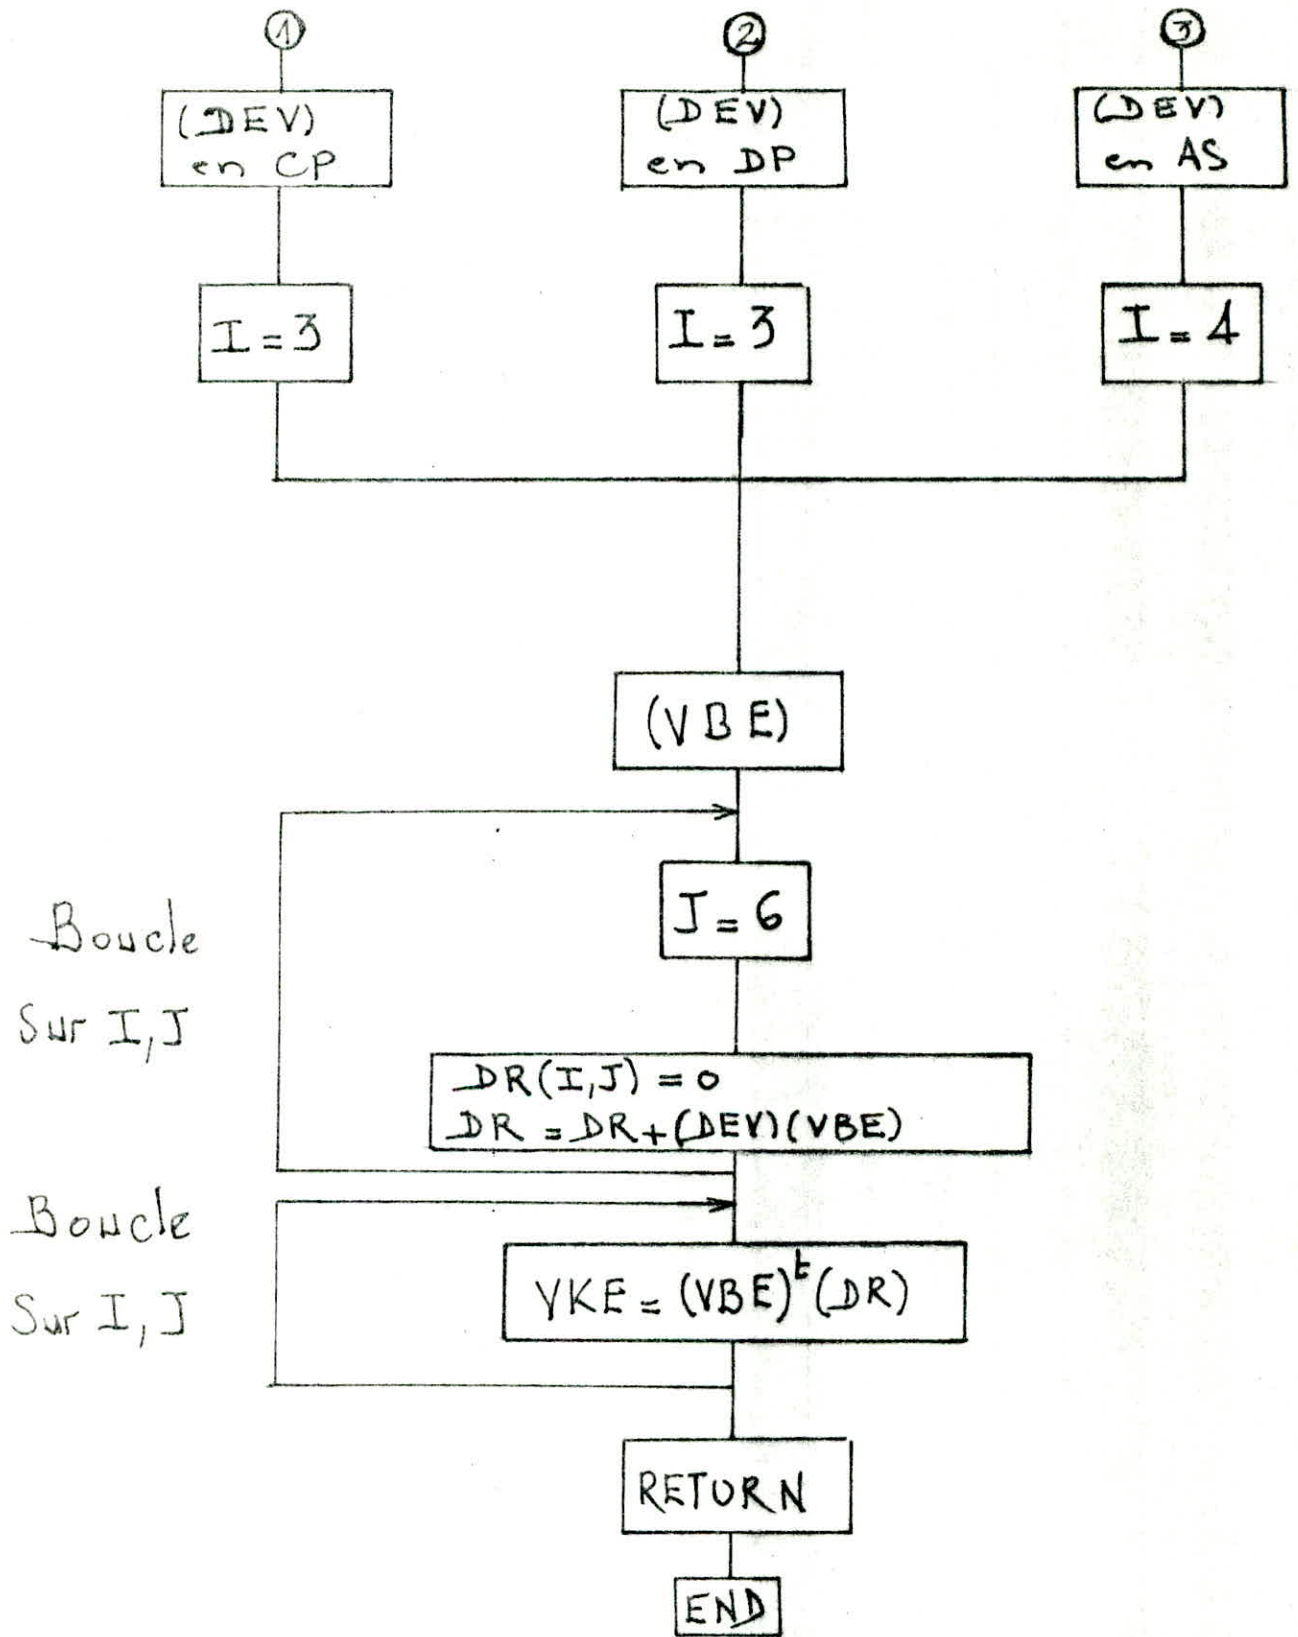 1
2
3
(DEV)
en CP
(DEV)
en DP
(DEV)
en AS
I = 3
I = 3
I = 4
(VBE)
J = 6
Boucle
Sur I, J
DR(I,J) = 0
DR = DR+(DEV)(VBE)
Boucle
Sur I, J
VKE = (VBE)^t (DR)
RETURN
END